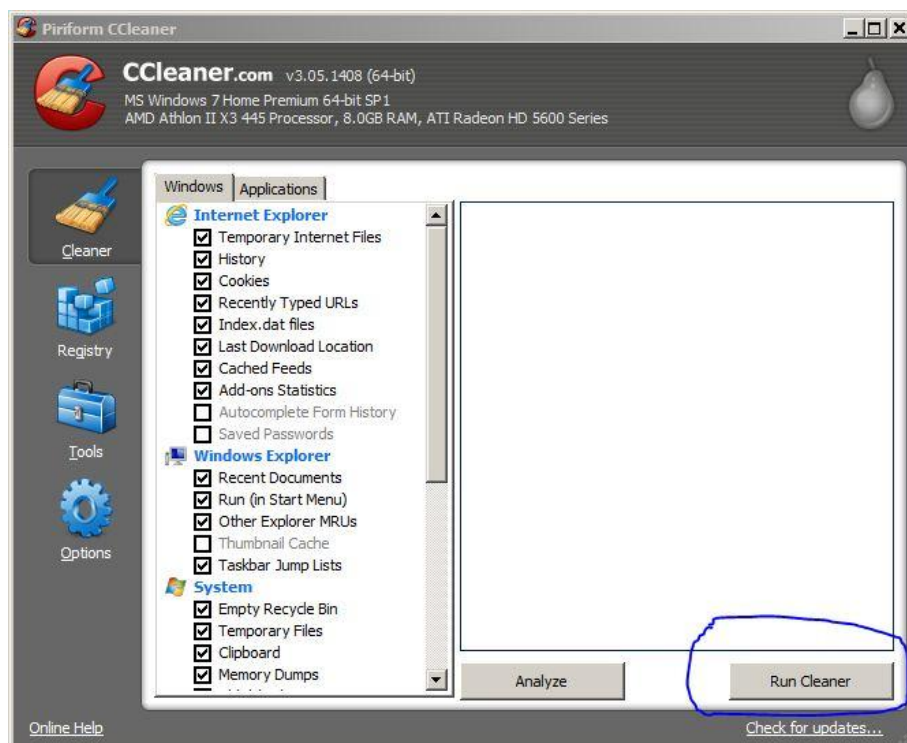 Piriform CCleaner
CCleaner.com v3.05.1408 (64-bit)
MS Windows 7 Home Premium 64-bit SP1
AMD Athlon II X3 445 Processor, 8.0GB RAM, ATI Radeon HD 5600 Series
Cleaner
Registry
Tools
Options
Windows Applications
Internet Explorer
Temporary Internet Files
History
Cookies
Recently Typed URLs
Index.dat files
Last Download Location
Cached Feeds
Add-ons Statistics
Autocomplete Form History
Saved Passwords
Windows Explorer
Recent Documents
Run (in Start Menu)
Other Explorer MRUs
Thumbnail Cache
Taskbar Jump Lists
System
Empty Recycle Bin
Temporary Files
Clipboard
Memory Dumps
Analyze
Run Cleaner
Online Help
Check for updates...